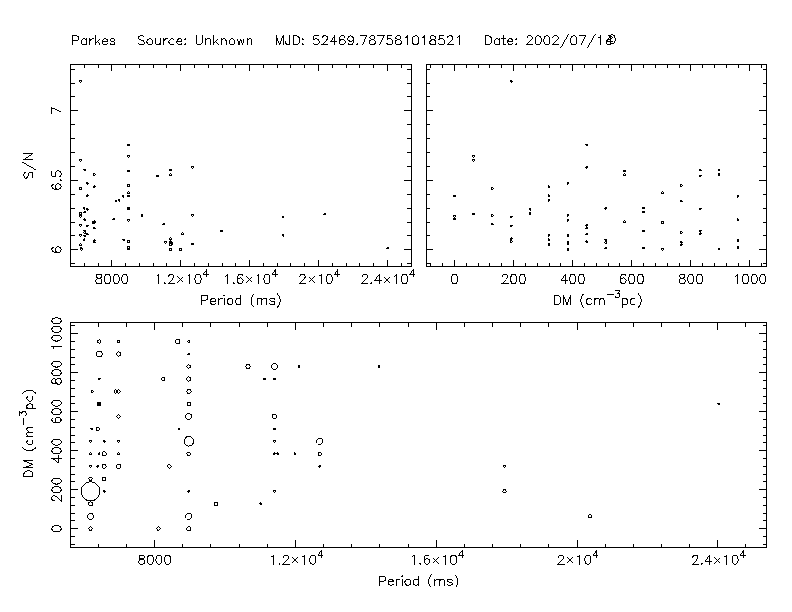 Parkes Source: Unknown MJD: 52469.787581018521 Date: 2002/07/
S/N
7
6.5
6
8000 1.2×10⁴ 1.6×10⁴ 2×10⁴ 2.4×10⁴
Period (ms)
0 200 400 600 800 1000
DM (cm⁻³pc)
DM (cm⁻³pc)
1000
800
600
400
200
0
8000 1.2×10⁴ 1.6×10⁴ 2×10⁴ 2.4×10⁴
Period (ms)